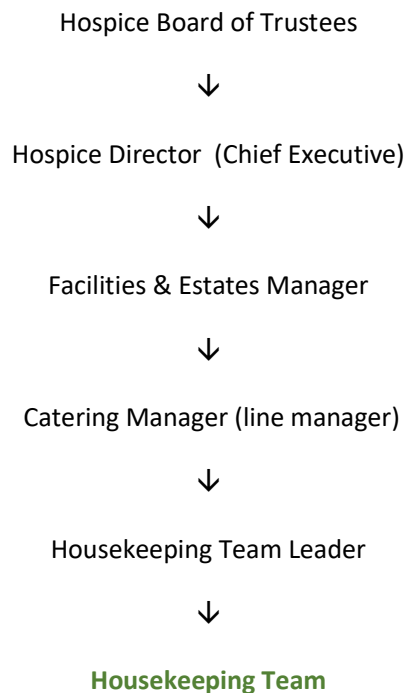 Hospice Board of Trustees
↓
Hospice Director  (Chief Executive)
↓
Facilities & Estates Manager
↓
Catering Manager (line manager)
↓
Housekeeping Team Leader
↓
Housekeeping Team